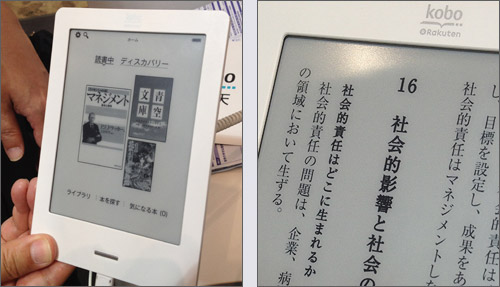 ホーム
読書中 ディスカバリー
マネジメント
青空
文庫
ライブラリ
本を探す
気になる本 (0)
kobo
@Rakuten
し、目標を設定し、成果をあ
社会的責任はマネジメントし
16 社会的影響と社会の
社会的責任はどこに生まれるか
社会的責任の問題は、企業、病
の領域において生ずる。